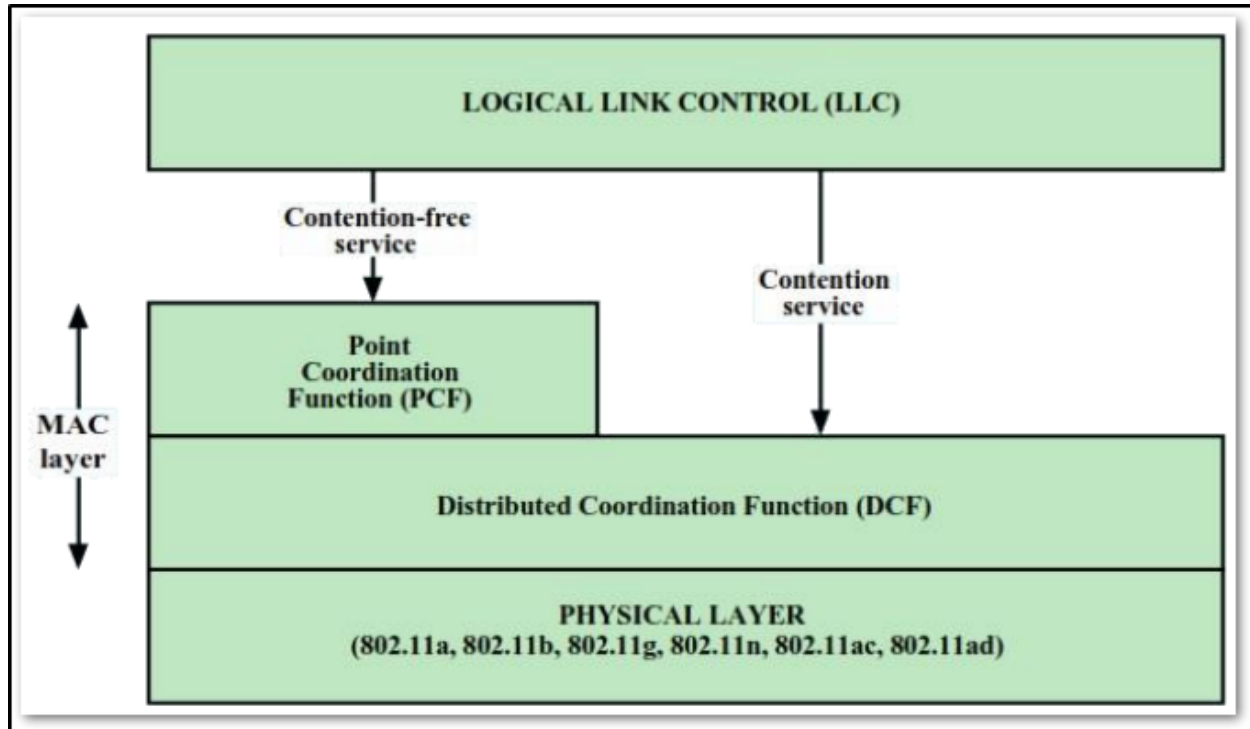 LOGICAL LINK CONTROL (LLC)
Contention-free
service
Contention
service
Point
Coordination
Function (PCF)
MAC
layer
Distributed Coordination Function (DCF)
PHYSICAL LAYER
(802.11a, 802.11b, 802.11g, 802.11n, 802.11ac, 802.11ad)